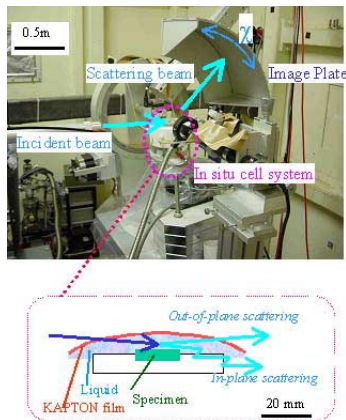 0.5m
χ
Scattering beam
Image Plate
Incident beam
In situ cell system
Out-of-plane scattering
In-plane scattering
Liquid
KAPTON film
Specimen
20 mm